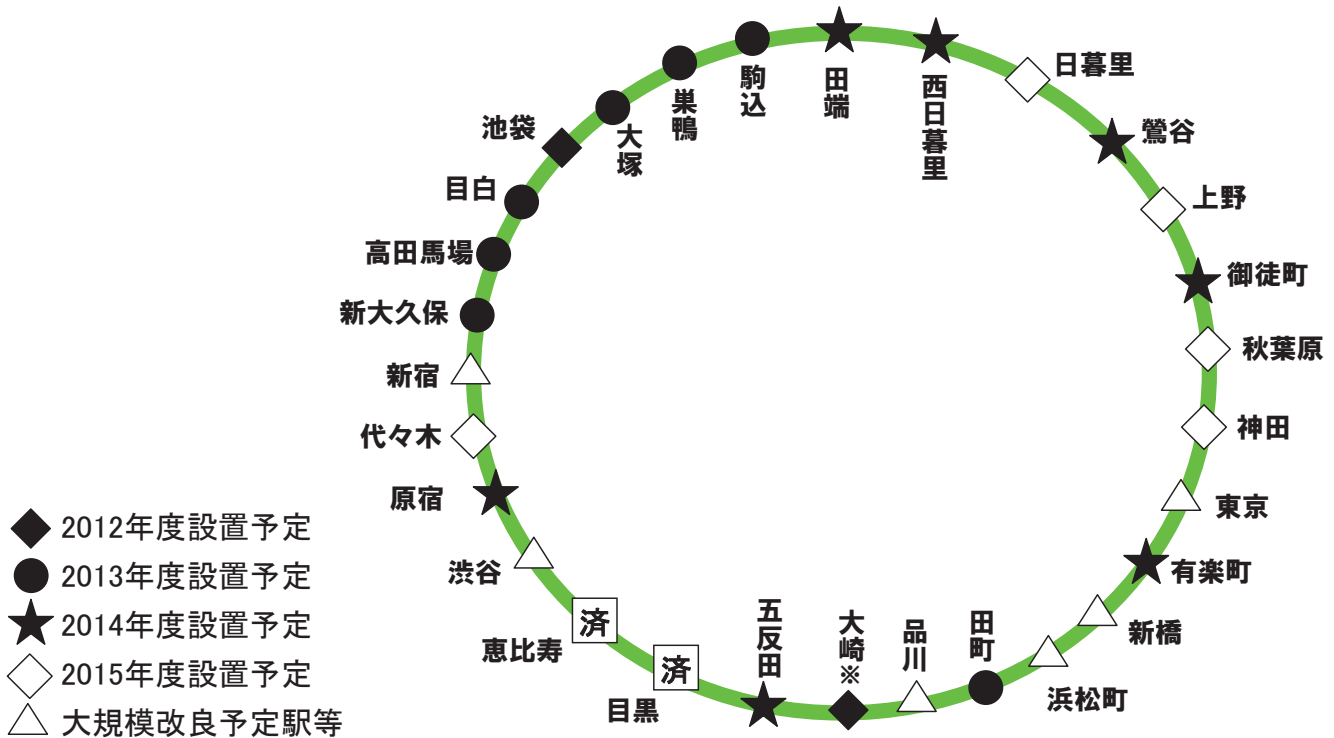 駒込
田端
西日暮里
日暮里
巣鴨
大塚
池袋
鶯谷
目白
上野
高田馬場
御徒町
新大久保
秋葉原
新宿
代々木
神田
原宿
東京
渋谷
有楽町
済
恵比寿
済
目黒
五反田
大崎※
品川
田町
新橋
浜松町
2012年度設置予定
2013年度設置予定
2014年度設置予定
2015年度設置予定
大規模改良予定駅等